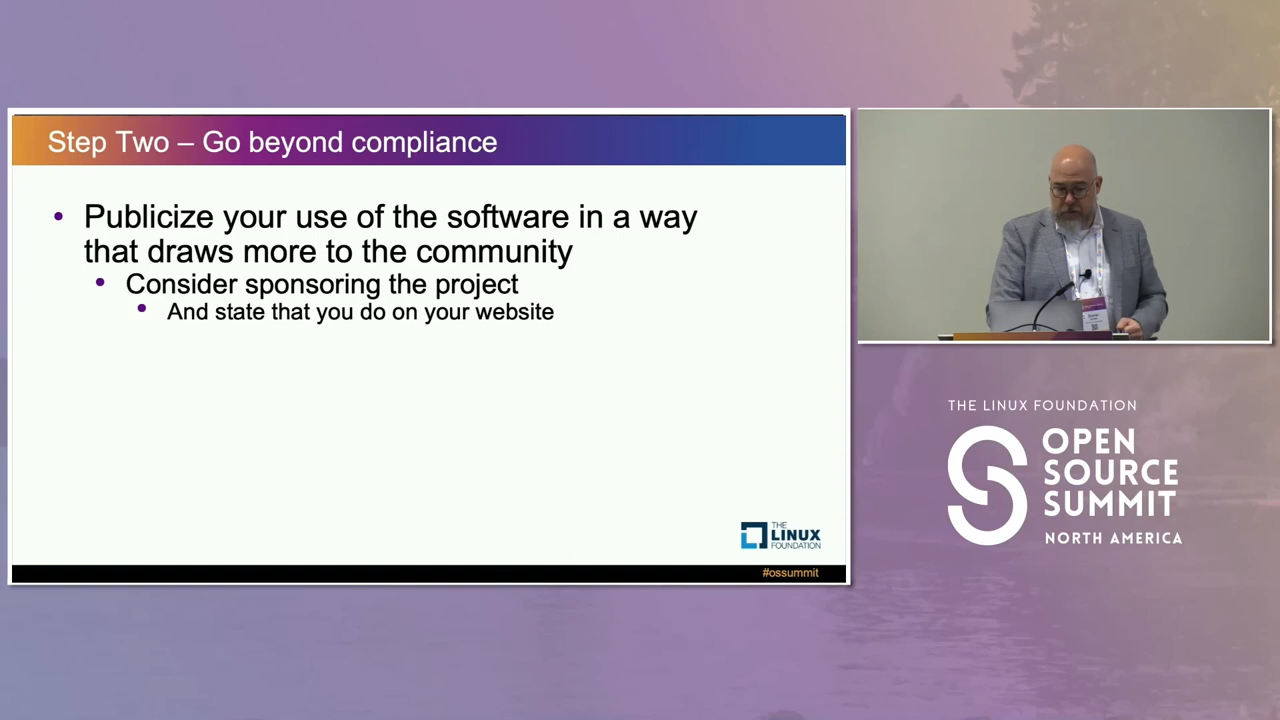 Step Two – Go beyond compliance
• Publicize your use of the software in a way
that draws more to the community
• Consider sponsoring the project
• And state that you do on your website
THE
LINUX
FOUNDATION
#ossummit
THE LINUX FOUNDATION
OPEN
SOURCE
SUMMIT
NORTH AMERICA